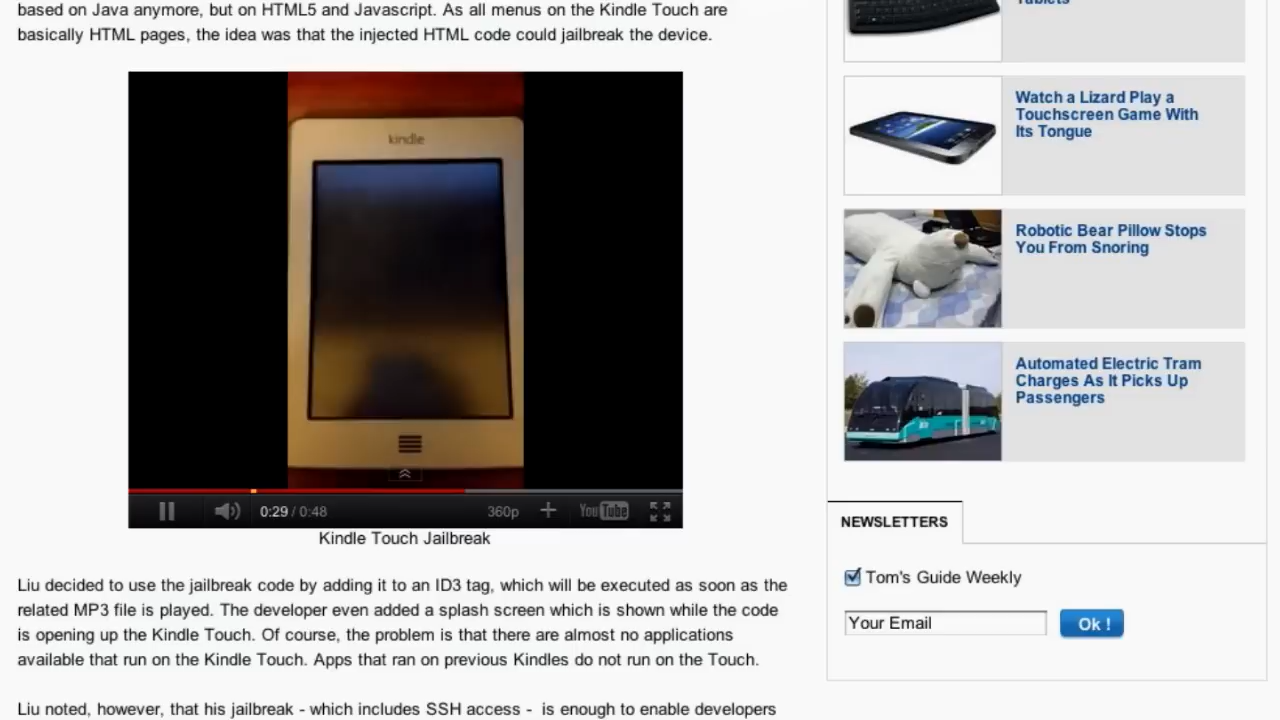 based on Java anymore, but on HTML5 and Javascript. As all menus on the Kindle Touch are
basically HTML pages, the idea was that the injected HTML code could jailbreak the device.
kindle
0:29 / 0:48
360p
YouTube
Kindle Touch Jailbreak
Liu decided to use the jailbreak code by adding it to an ID3 tag, which will be executed as soon as the
related MP3 file is played. The developer even added a splash screen which is shown while the code
is opening up the Kindle Touch. Of course, the problem is that there are almost no applications
available that run on the Kindle Touch. Apps that ran on previous Kindles do not run on the Touch.
Liu noted, however, that his jailbreak - which includes SSH access - is enough to enable developers
Tablets
Watch a Lizard Play a
Touchscreen Game With
Its Tongue
Robotic Bear Pillow Stops
You From Snoring
Automated Electric Tram
Charges As It Picks Up
Passengers
NEWSLETTERS
Tom's Guide Weekly
Your Email
Ok !